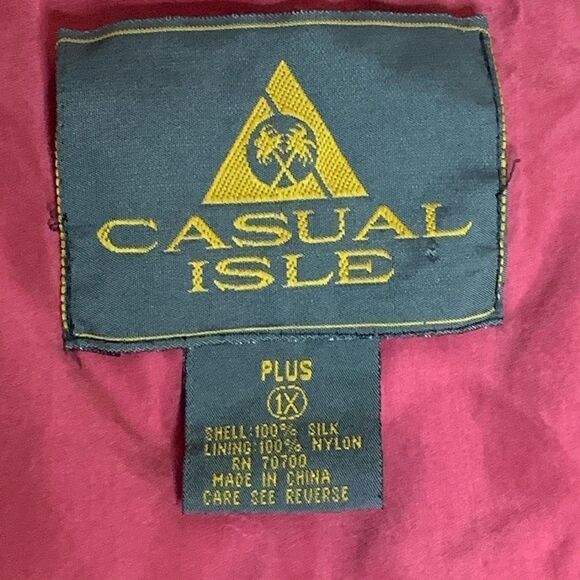 CASUAL
ISLE
PLUS
1X
SHELL:100% SILK
LINING:100% NYLON
RN 70700
MADE IN CHINA
CARE SEE REVERSE